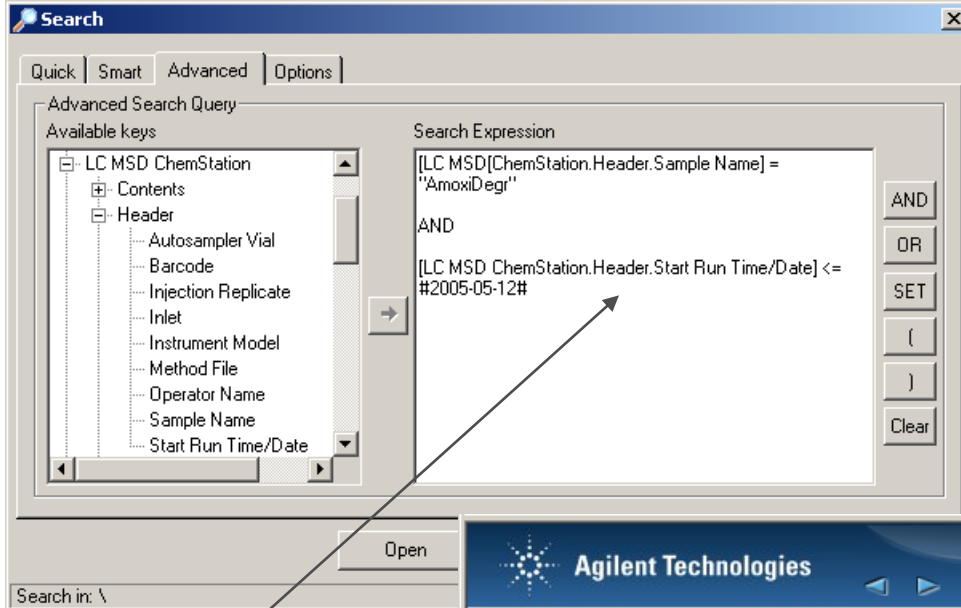 Search
Quick Smart Advanced Options
Advanced Search Query
Available keys
LC MSD ChemStation
Contents
Header
Autosampler Vial
Barcode
Injection Replicate
Inlet
Instrument Model
Method File
Operator Name
Sample Name
Start Run Time/Date
Search Expression
[LC MSD[ChemStation.Header.Sample Name] =
"AmoxiDegr"
AND
[LC MSD ChemStation.Header.Start Run Time/Date] <=
#2005-05-12#
AND
OR
SET
(
)
Clear
Open
Search in: \
Agilent Technologies